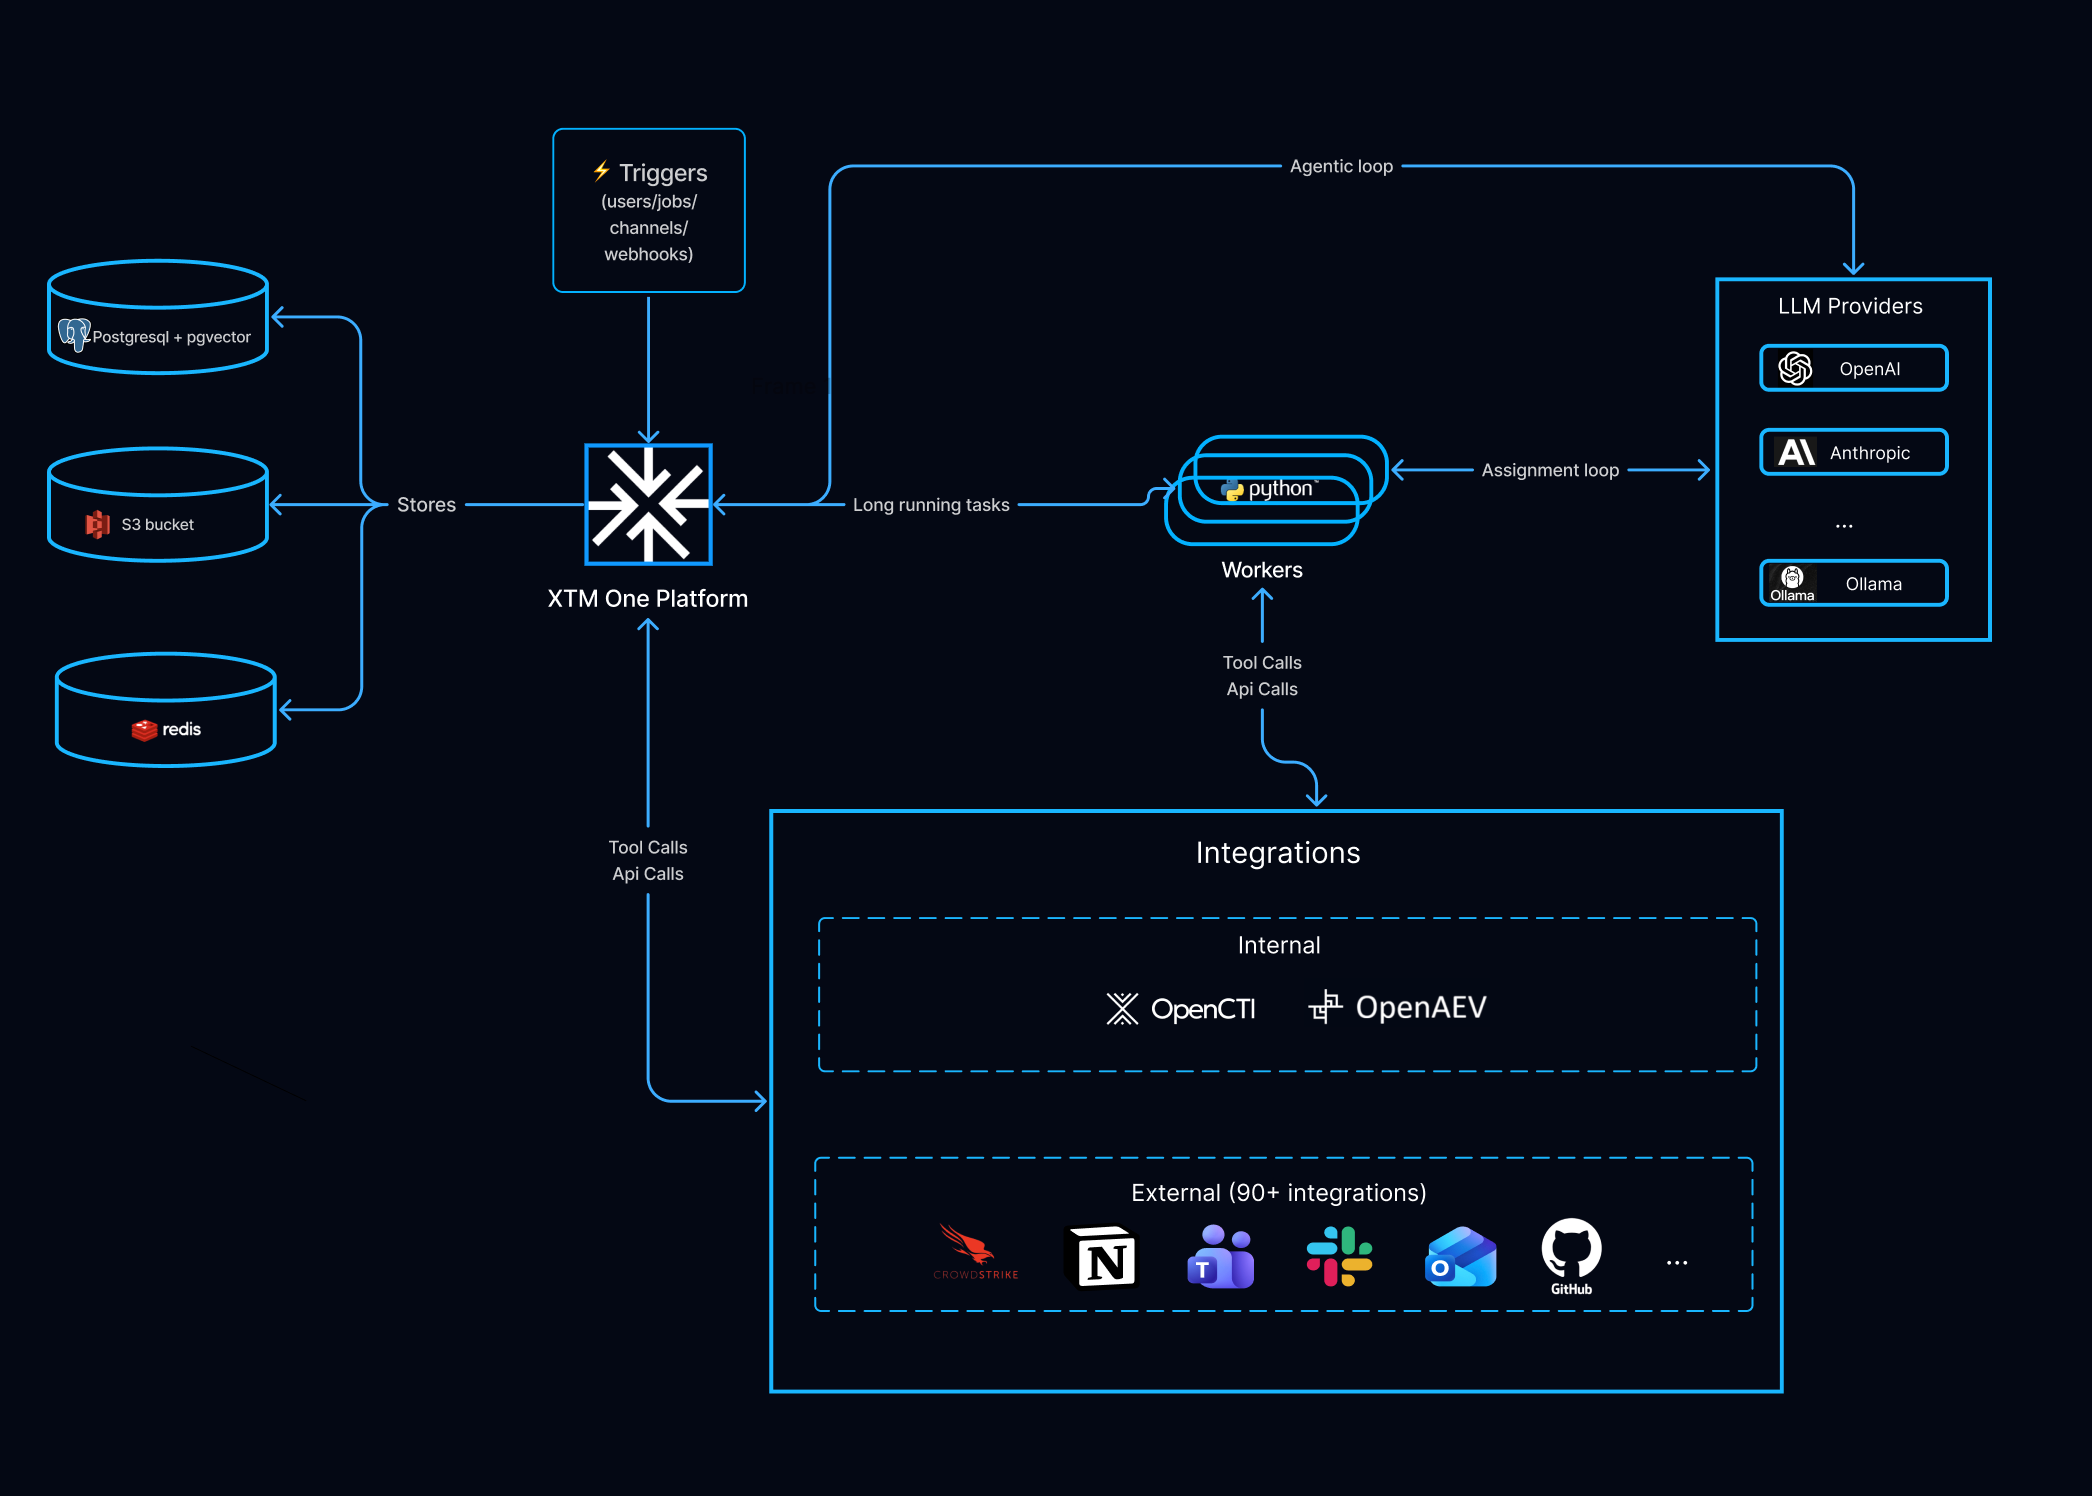 ⚡ Triggers
(users/jobs/
channels/
webhooks)
Agentic loop
LLM Providers
OpenAI
Anthropic
...
Ollama
Ollama
Postgresql + pgvector
S3 bucket
redis
Stores
XTM One Platform
Long running tasks
python™
Workers
Assignment loop
Tool Calls
Api Calls
Tool Calls
Api Calls
Integrations
Internal
OpenCTI
OpenAEV
External (90+ integrations)
CROWDSTRIKE
N
T
O
GitHub
...